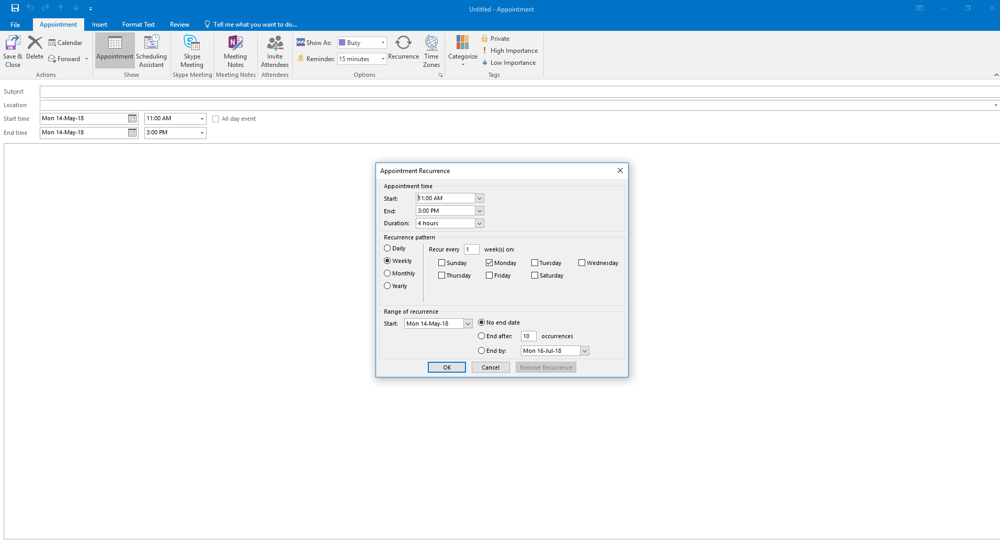 Untitled - Appointment
File Appointment Insert Format Text Review Tell me what you want to do...
Save & Close
Delete
Calendar
Forward
Actions
Appointment
Scheduling Assistant
Show
Skype Meeting
Skype Meeting
Meeting Notes
Meeting Notes
Invite Attendees
Attendees
Show As: Busy
Reminder: 15 minutes
Recurrence
Time Zones
Options
Categorize
Private
High Importance
Low Importance
Tags
Subject
Location
Start time Mon 14-May-18 11:00 AM All day event
End time Mon 14-May-18 3:00 PM
Appointment Recurrence
Appointment time
Start: 11:00 AM
End: 3:00 PM
Duration: 4 hours
Recurrence pattern
Daily
Weekly
Monthly
Yearly
Recur every 1 week(s) on:
Sunday Monday Tuesday Wednesday
Thursday Friday Saturday
Range of recurrence
Start: Mon 14-May-18
No end date
End after: 10 occurrences
End by: Mon 16-Jul-18
OK Cancel Remove Recurrence